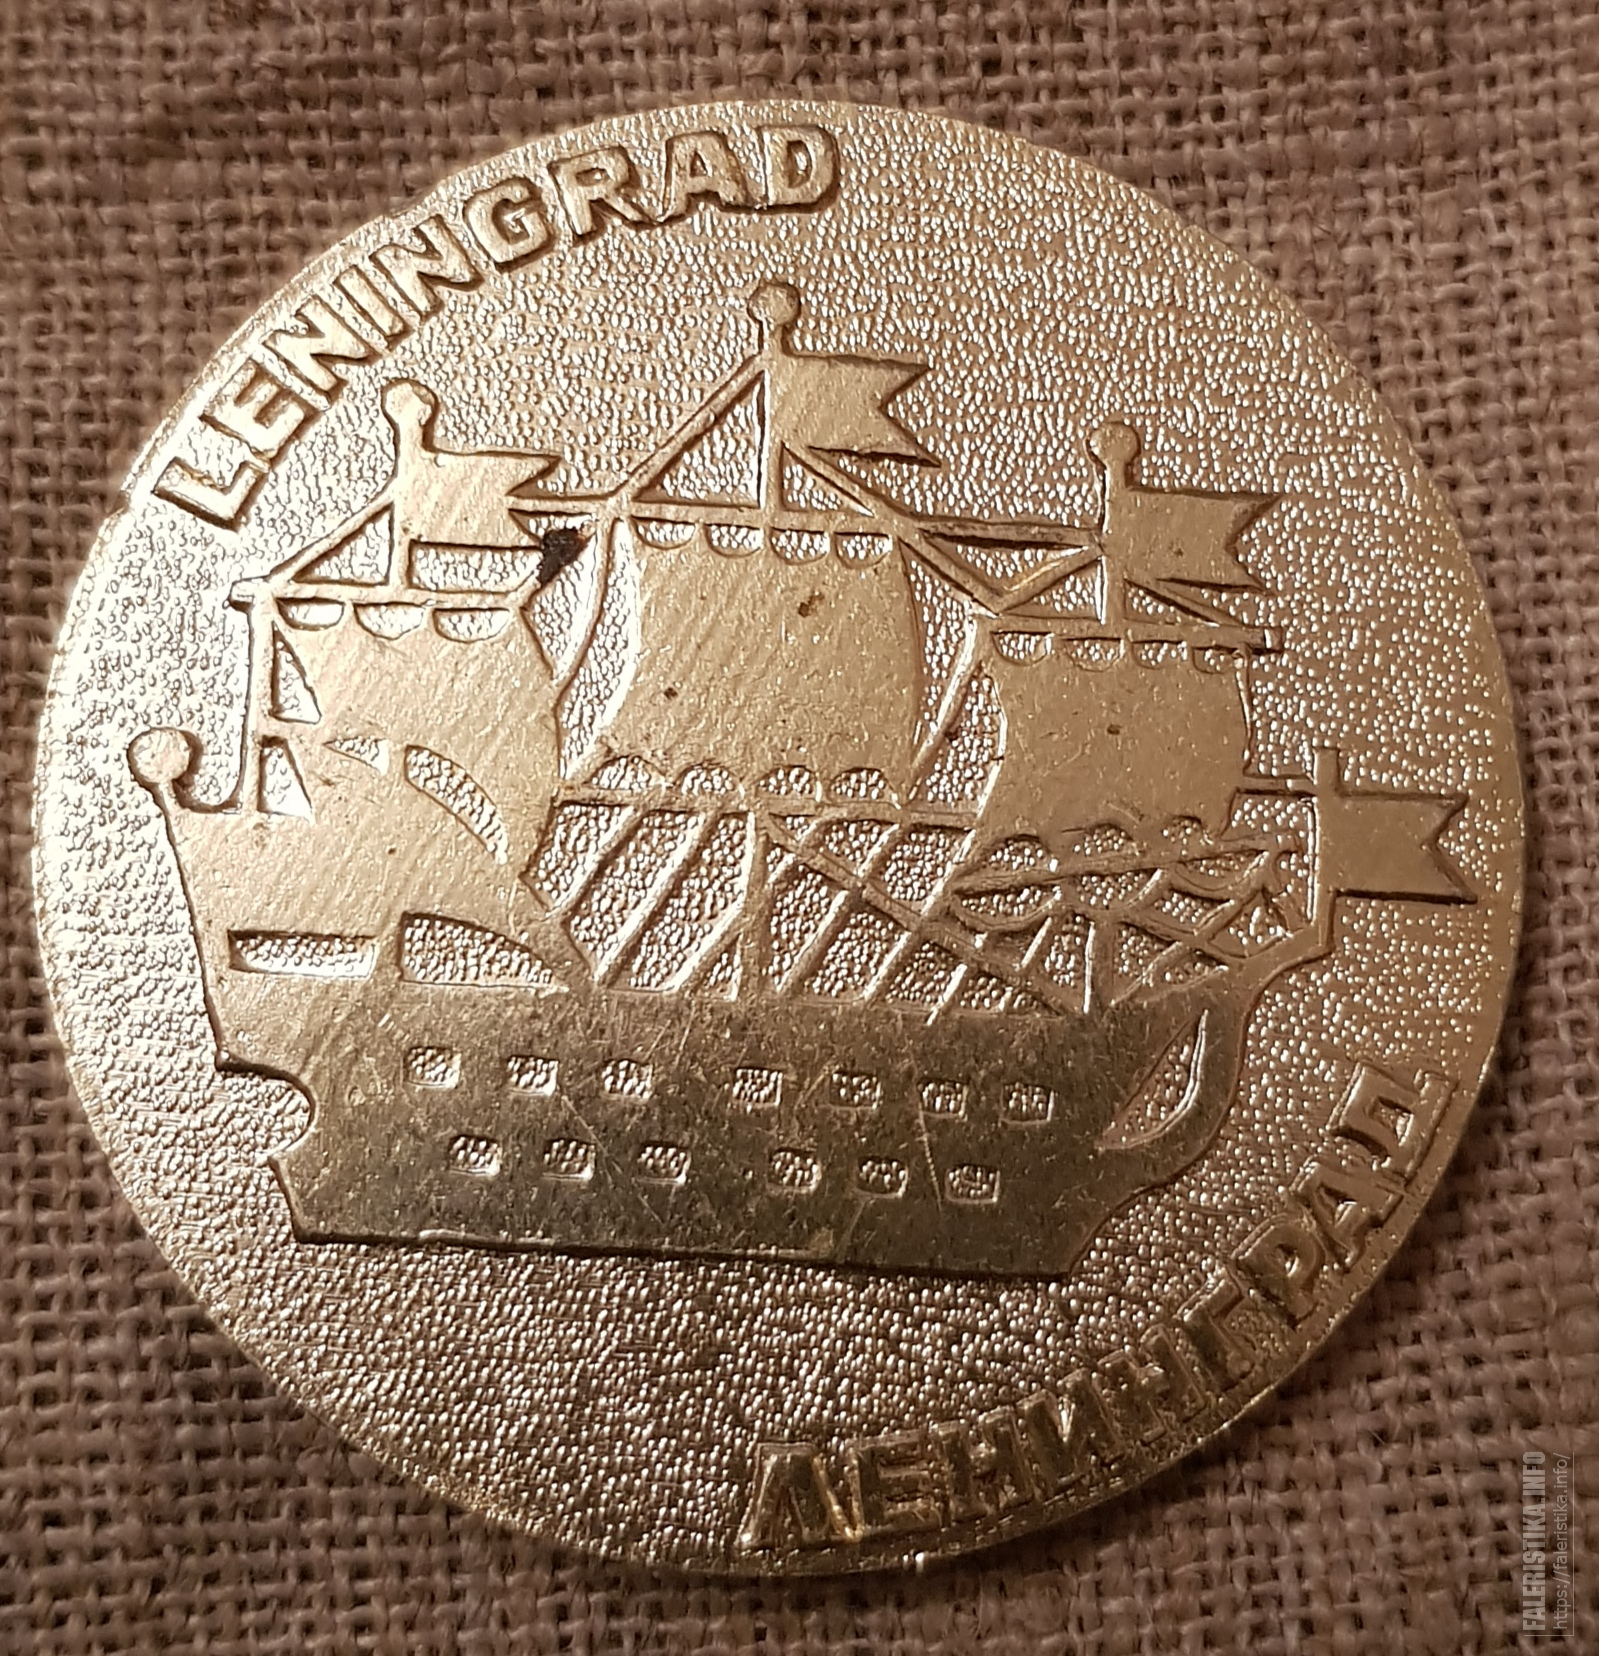 LENINGRAD
ЛЕНИНГРАД
FALERISTIKA.INFO
https://faleristika.info/